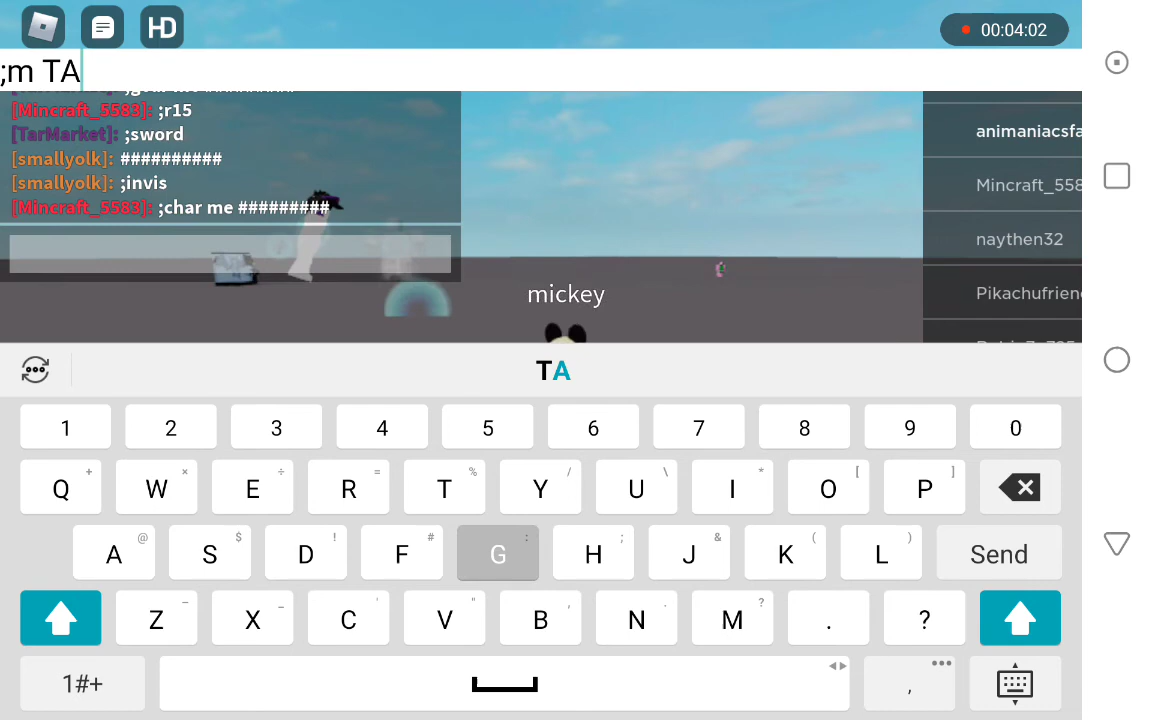 HD
00:04:02
;m TA
[Mincraft_5583]: ;r15
[TarMarket]: ;sword
[smallyolk]: ##########
[smallyolk]: ;invis
[Mincraft_5583]: ;char me #########
animaniacsfa
Mincraft_558
naythen32
Pikachufrien
mickey
TA
1 2 3 4 5 6 7 8 9 0
Q + W × E ÷ R = T % Y / U \ I * O [ P ]
A @ S $ D ! F # G : H ; J & K ( L ) Send
Z _ X _ C ' V " B , N . M ? . ?
1#+ , •••